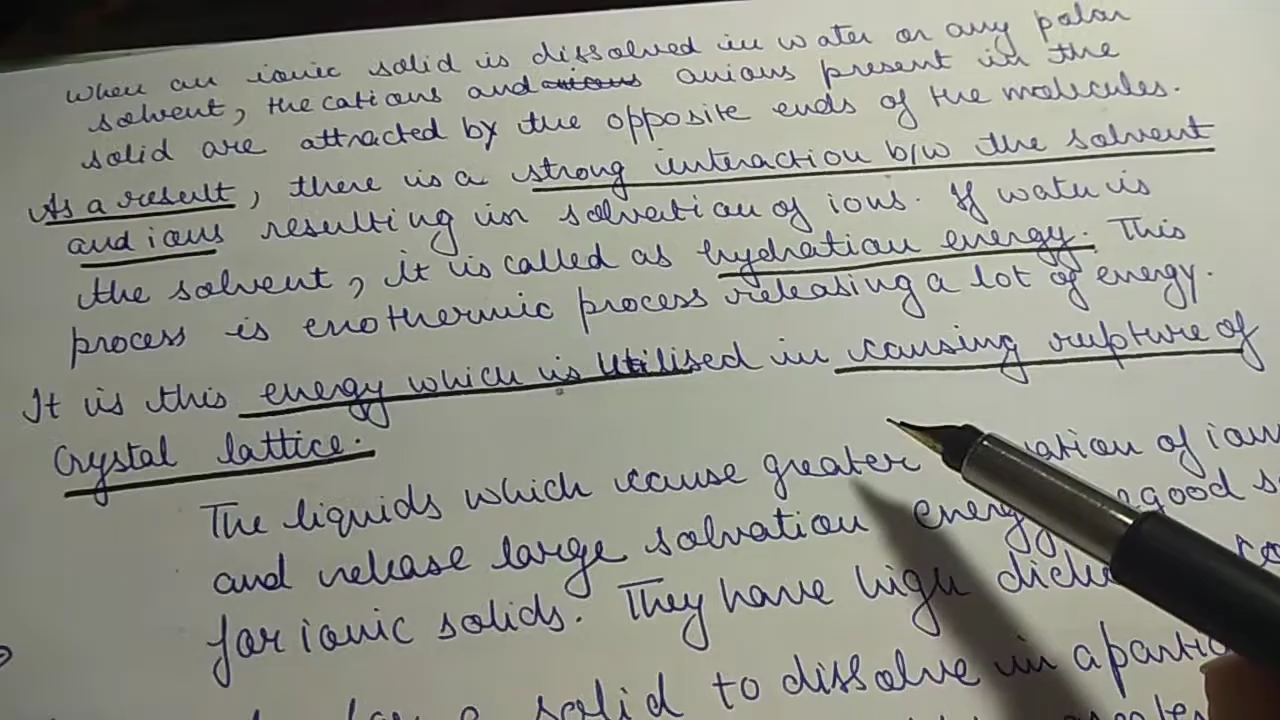 When an ionic solid is dissolved in water or any polar
solvent, the cations and anions present in the
solid are attracted by the opposite ends of the molecules.
As a result, there is a strong interaction b/w the solvent
and ions resulting in solvation of ions. If water is
the solvent, it is called as hydration energy. This
process is exothermic process releasing a lot of energy.
It is this energy which is utilised in causing rupture of
Crystal lattice.
The liquids which cause greater of
and release large solvation energy good
for ionic solids. They have high
solid to dissolve in a